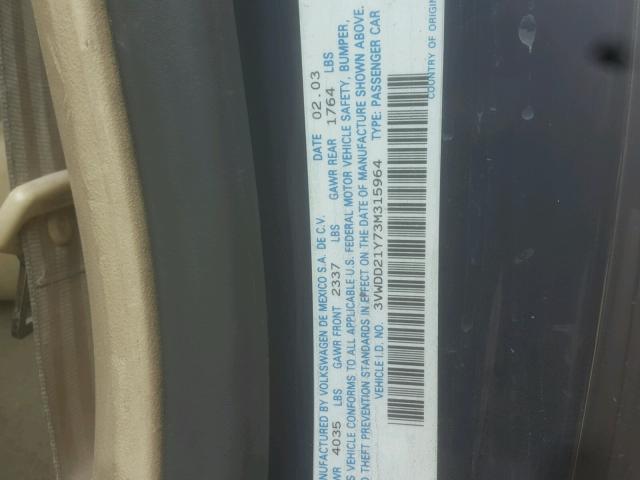 NUFACTURED BY VOLKSWAGEN DE MEXICO S.A. DE C.V. DATE 02.03
WR 4035 LBS GAWR FRONT 2337 LBS GAWR REAR 1764 LBS
S VEHICLE CONFORMS TO ALL APPLICABLE U.S. FEDERAL MOTOR VEHICLE SAFETY, BUMPER,
D THEFT PREVENTION STANDARDS IN EFFECT ON THE DATE OF MANUFACTURE SHOWN ABOVE.
VEHICLE I.D. NO. 3VWDD21Y73M315964 TYPE: PASSENGER CAR
COUNTRY OF ORIGIN